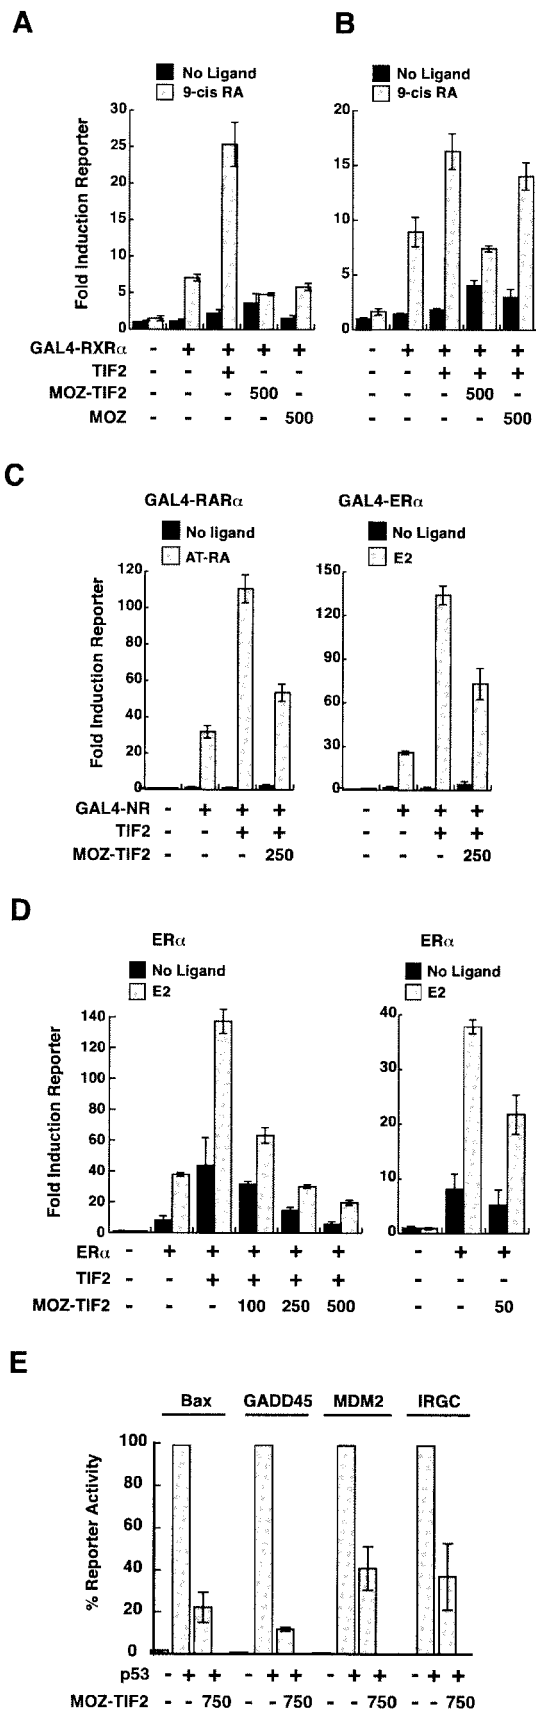 A
B
No Ligand
9-cis RA
No Ligand
9-cis RA
Fold Induction Reporter
30
25
20
15
10
5
0
20
15
10
5
0
GAL4-RXRα - + + + + - + + + +
TIF2 - - + - - - - + + +
MOZ-TIF2 - - - 500 - - - - 500 -
MOZ - - - - 500 - - - - 500
C
GAL4-RARα
GAL4-ERα
No ligand
AT-RA
No Ligand
E2
Fold Induction Reporter
120
100
80
60
40
20
0
150
120
90
60
30
0
GAL4-NR - + + + - + + +
TIF2 - - + + - - + +
MOZ-TIF2 - - - 250 - - - 250
D
ERα
ERα
No Ligand
E2
No Ligand
E2
Fold Induction Reporter
140
120
100
80
60
40
20
0
40
30
20
10
0
ERα - + + + + + - + +
TIF2 - - + + + + - - -
MOZ-TIF2 - - - 100 250 500 - - 50
E
Bax GADD45 MDM2 IRGC
% Reporter Activity
100
80
60
40
20
0
p53 - + + - + + - + + - + +
MOZ-TIF2 - - 750 - - 750 - - 750 - - 750